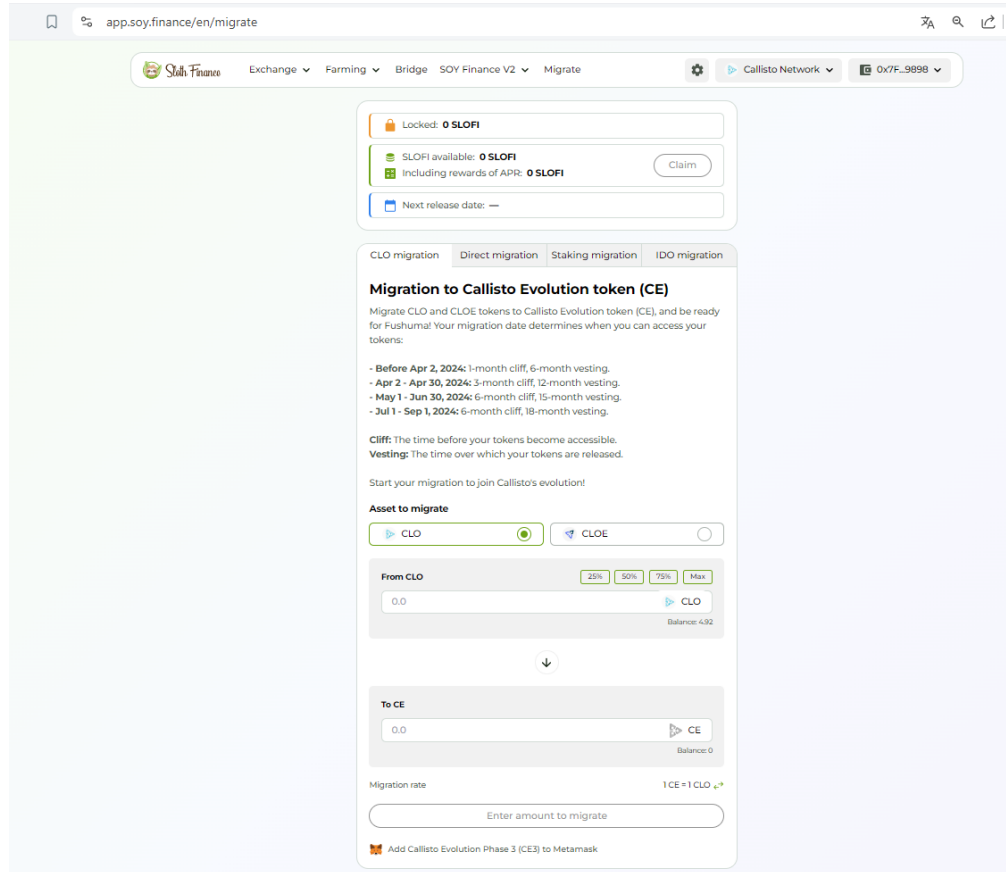 app.soy.finance/en/migrate
Sloth Finance Exchange Farming Bridge SOY Finance V2 Migrate Callisto Network 0x7F...9898
Locked: 0 SLOFI
SLOFI available: 0 SLOFI
Including rewards of APR: 0 SLOFI
Claim
Next release date: —
CLO migration Direct migration Staking migration IDO migration
Migration to Callisto Evolution token (CE)
Migrate CLO and CLOE tokens to Callisto Evolution token (CE), and be ready
for Fushuma! Your migration date determines when you can access your
tokens:
- Before Apr 2, 2024: 1-month cliff, 6-month vesting.
- Apr 2 - Apr 30, 2024: 3-month cliff, 12-month vesting.
- May 1 - Jun 30, 2024: 6-month cliff, 15-month vesting.
- Jul 1 - Sep 1, 2024: 6-month cliff, 18-month vesting.
Cliff: The time before your tokens become accessible.
Vesting: The time over which your tokens are released.
Start your migration to join Callisto's evolution!
Asset to migrate
CLO CLOE
From CLO 25% 50% 75% Max
0.0 CLO
Balance: 4.92
To CE
0.0 CE
Balance: 0
Migration rate 1 CE = 1 CLO
Enter amount to migrate
Add Callisto Evolution Phase 3 (CE3) to Metamask